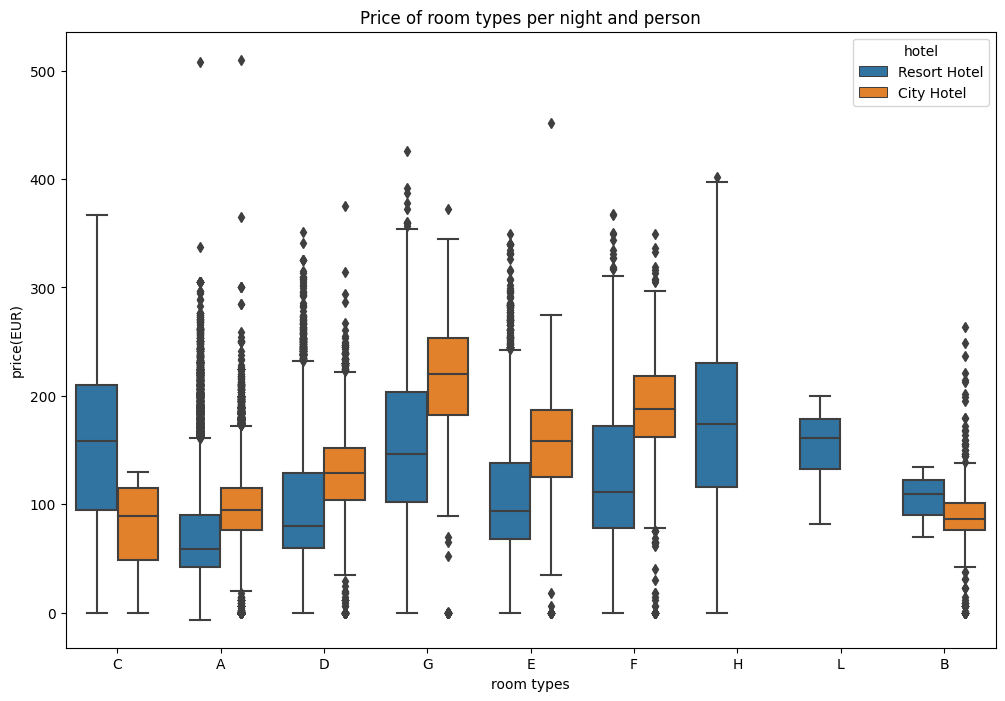 Price of room types per night and person
hotel
Resort Hotel
City Hotel
price(EUR)
500
400
300
200
100
0
C A D G E F H L B
room types